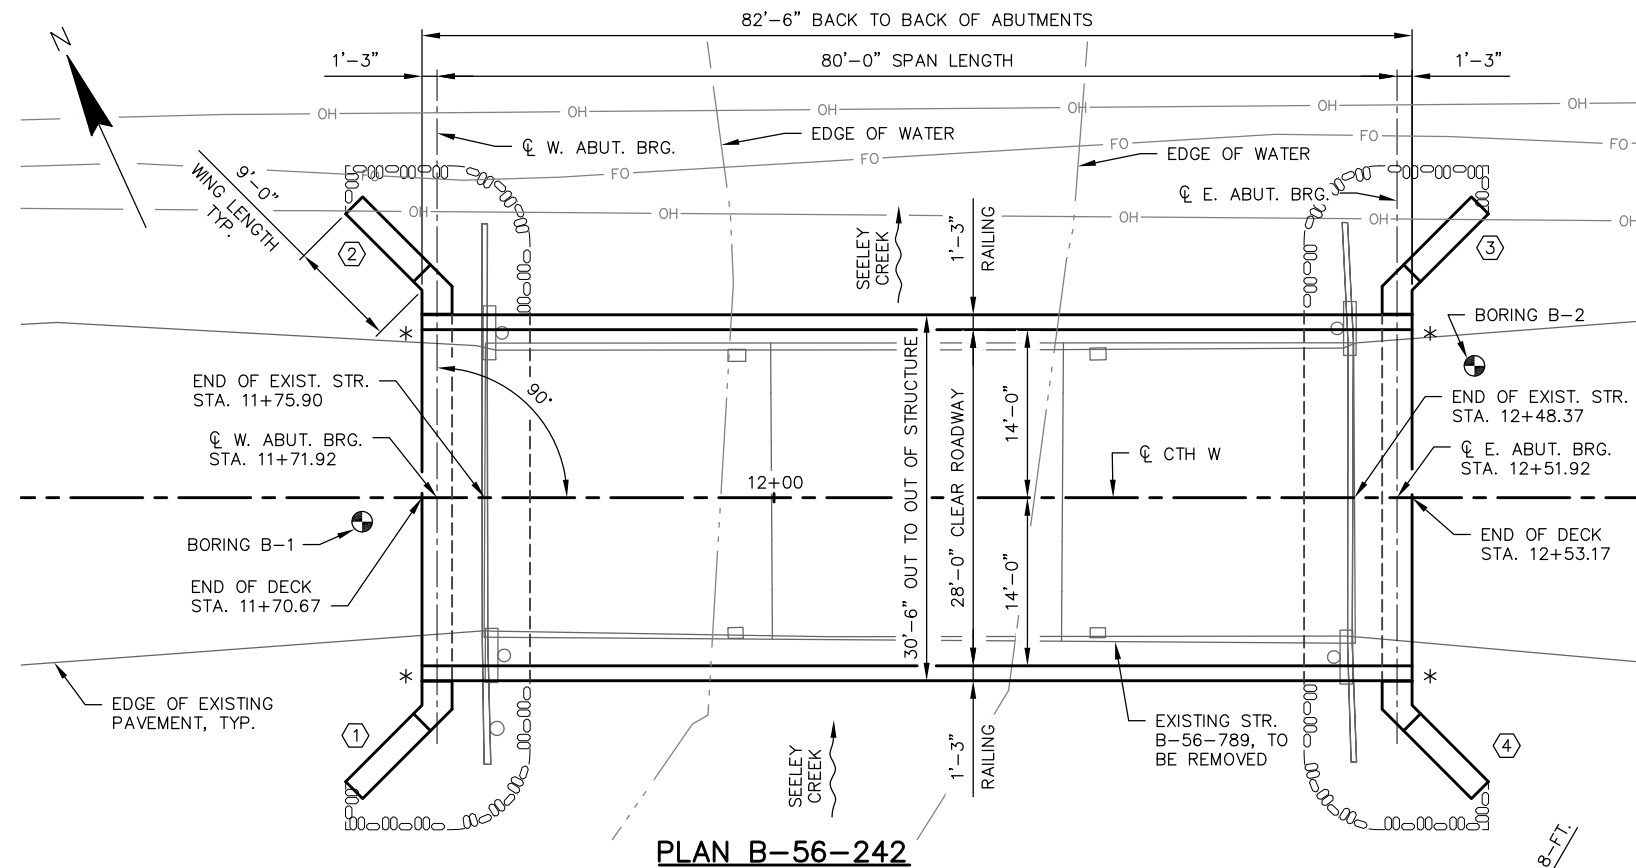 82'-6" BACK TO BACK OF ABUTMENTS
N
1'-3"
80'-0" SPAN LENGTH
1'-3"
OH
OH
OH
OH
OH
OH
EDGE OF WATER
FO
FO
℄ W. ABUT. BRG.
FO
EDGE OF WATER
FO
FO
9'-0"
WING LENGTH
TYP.
℄ E. ABUT. BRG.
OH
OH
OH
OH
OH
OH
1'-3"
RAILING
SEELEY
CREEK
2
3
BORING B-2
*
*
END OF EXIST. STR.
STA. 11+75.90
90°
END OF EXIST. STR.
STA. 12+48.37
℄ W. ABUT. BRG.
STA. 11+71.92
30'-6" OUT TO OUT OF STRUCTURE
28'-0" CLEAR ROADWAY
14'-0"
14'-0"
℄ CTH W
℄ E. ABUT. BRG.
STA. 12+51.92
12+00
BORING B-1
END OF DECK
STA. 12+53.17
END OF DECK
STA. 11+70.67
*
*
EDGE OF EXISTING
PAVEMENT, TYP.
EXISTING STR.
B-56-789, TO
BE REMOVED
1
4
SEELEY
CREEK
1'-3"
RAILING
8-FT.
PLAN B-56-242